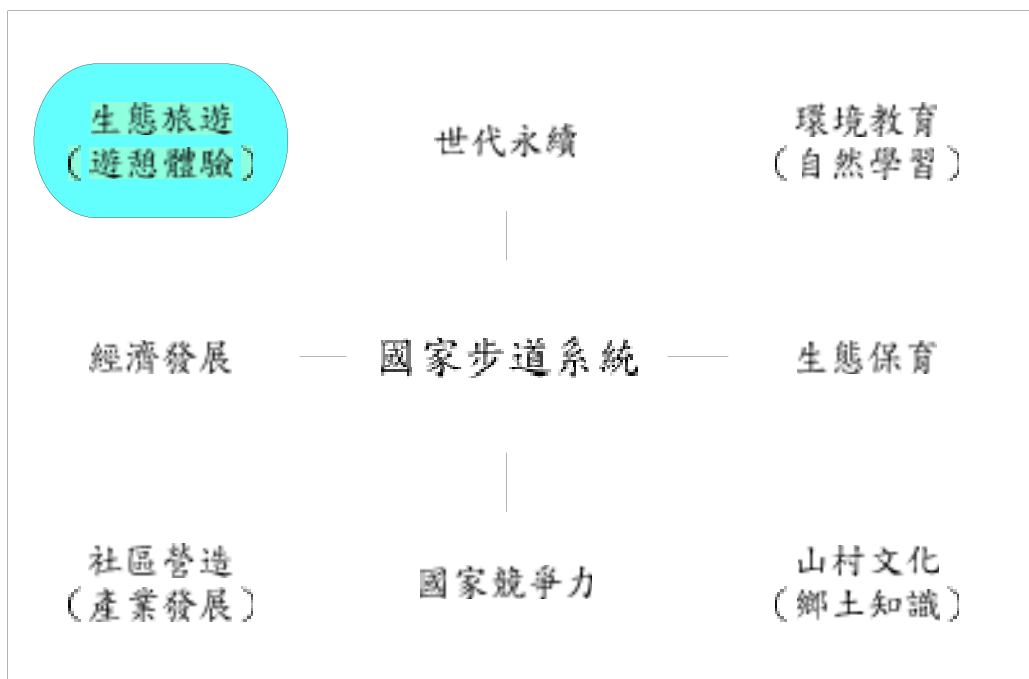 生態旅遊
（遊憩體驗）
世代永續
環境教育
（自然學習）
經濟發展
國家步道系統
生態保育
社區營造
（產業發展）
國家競爭力
山村文化
（鄉土知識）